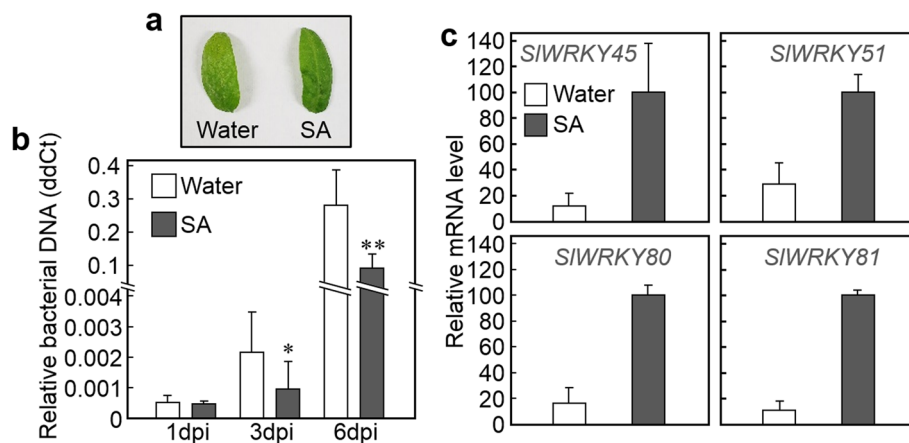 a
Water SA
b
Relative bacterial DNA (ddCt)
0.4
0.3
0.2
0.1
0.004
0.003
0.002
0.001
0
Water
SA
*
**
1dpi 3dpi 6dpi
c
Relative mRNA level
140
120
100
80
60
40
20
0
SlWRKY45
Water
SA
SlWRKY51
140
120
100
80
60
40
20
0
SlWRKY80
SlWRKY81